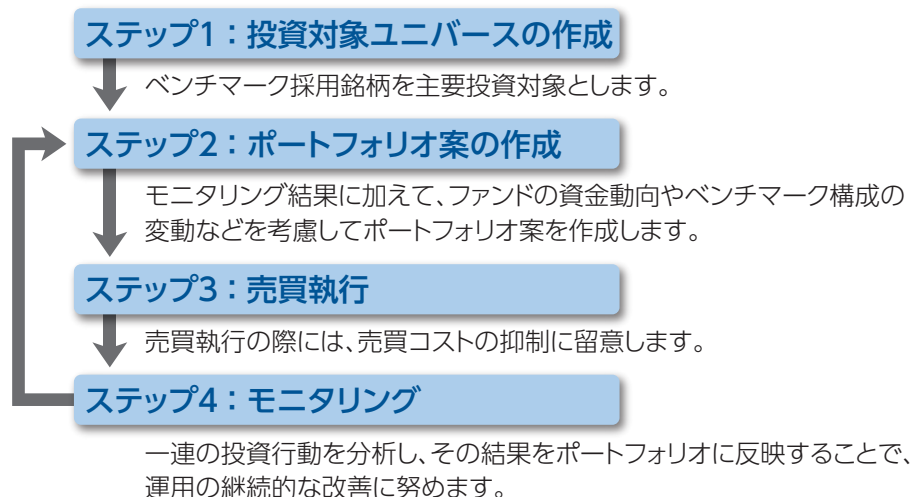 ステップ1：投資対象ユニバースの作成
ベンチマーク採用銘柄を主要投資対象とします。
ステップ2：ポートフォリオ案の作成
モニタリング結果に加えて、ファンドの資金動向やベンチマーク構成の
変動などを考慮してポートフォリオ案を作成します。
ステップ3：売買執行
売買執行の際には、売買コストの抑制に留意します。
ステップ4：モニタリング
一連の投資行動を分析し、その結果をポートフォリオに反映することで、
運用の継続的な改善に努めます。